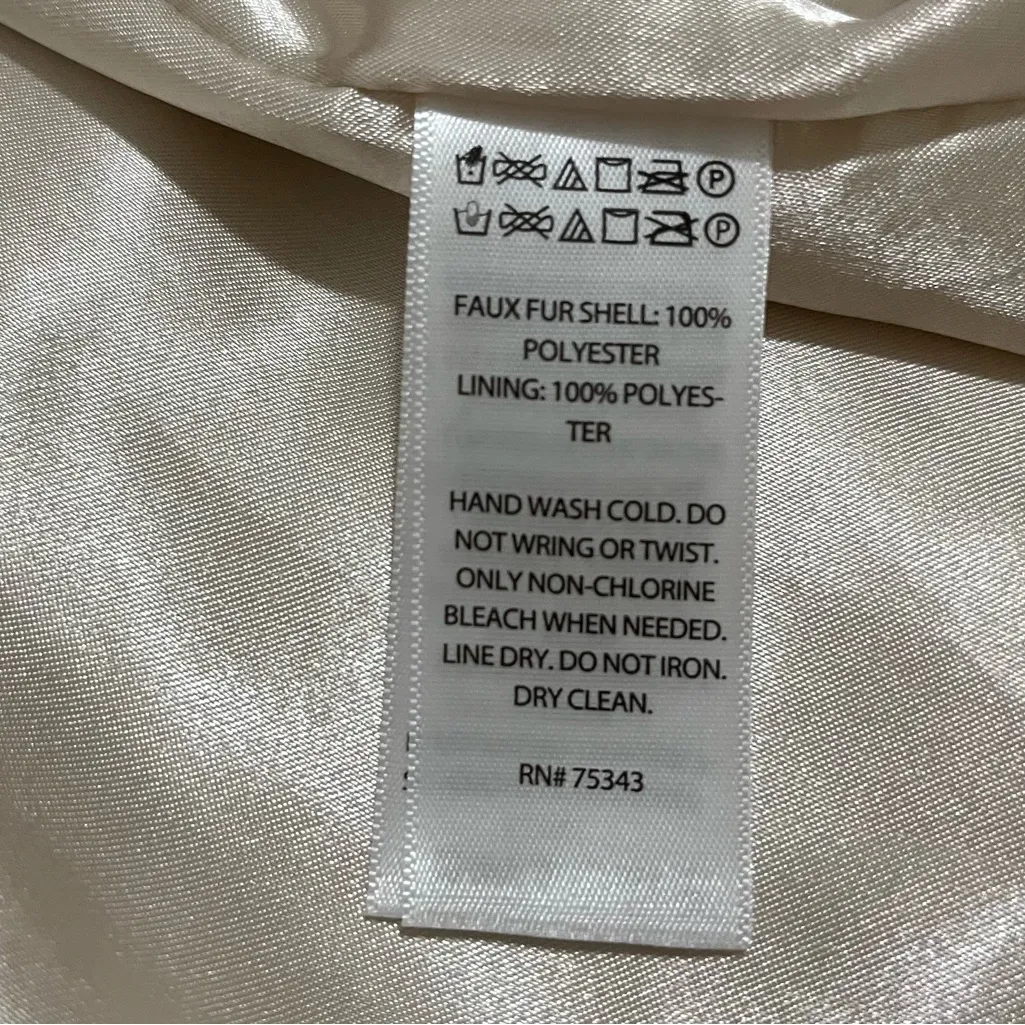 P
P
FAUX FUR SHELL: 100%
POLYESTER
LINING: 100% POLYES-
TER
HAND WASH COLD. DO
NOT WRING OR TWIST.
ONLY NON-CHLORINE
BLEACH WHEN NEEDED.
LINE DRY. DO NOT IRON.
DRY CLEAN.
RN# 75343